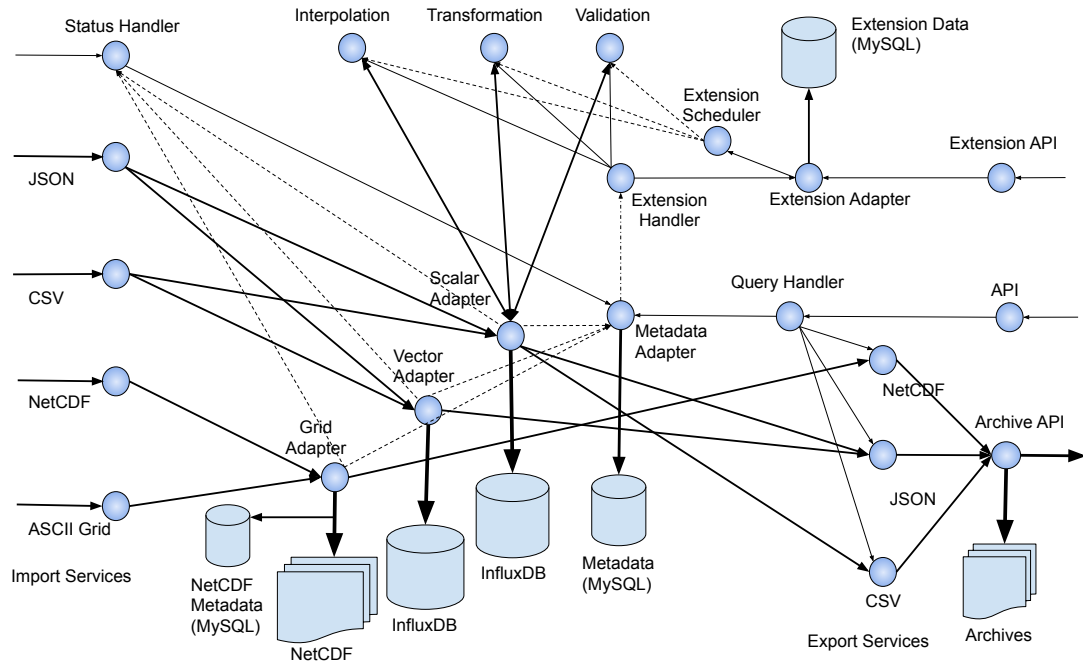 Status Handler
Interpolation
Transformation
Validation
Extension Data
(MySQL)
Extension
Scheduler
Extension API
JSON
Extension
Handler
Extension Adapter
CSV
Scalar
Adapter
Query Handler
API
Metadada
Adapter
Vector
Adapter
NetCDF
NetCDF
Grid
Adapter
Archive API
JSON
ASCII Grid
Import Services
NetCDF
Metadata
(MySQL)
InfluxDB
Metadata
(MySQL)
CSV
InfluxDB
NetCDF
Export Services
Archives